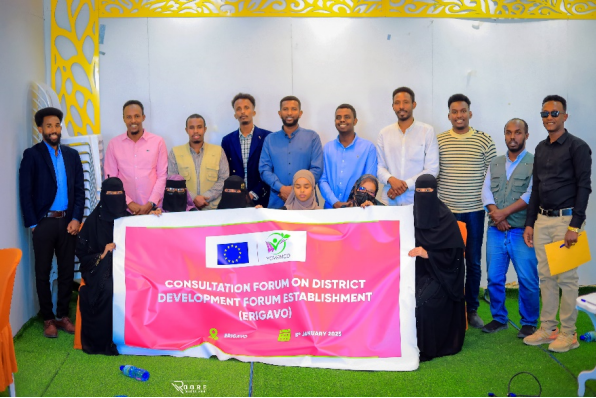 CONSULTATION FORUM ON DISTRICT
DEVELOPMENT FORUM ESTABLISHMENT
(ERIGAVO)
ERIGAVO
JANUARY 2025